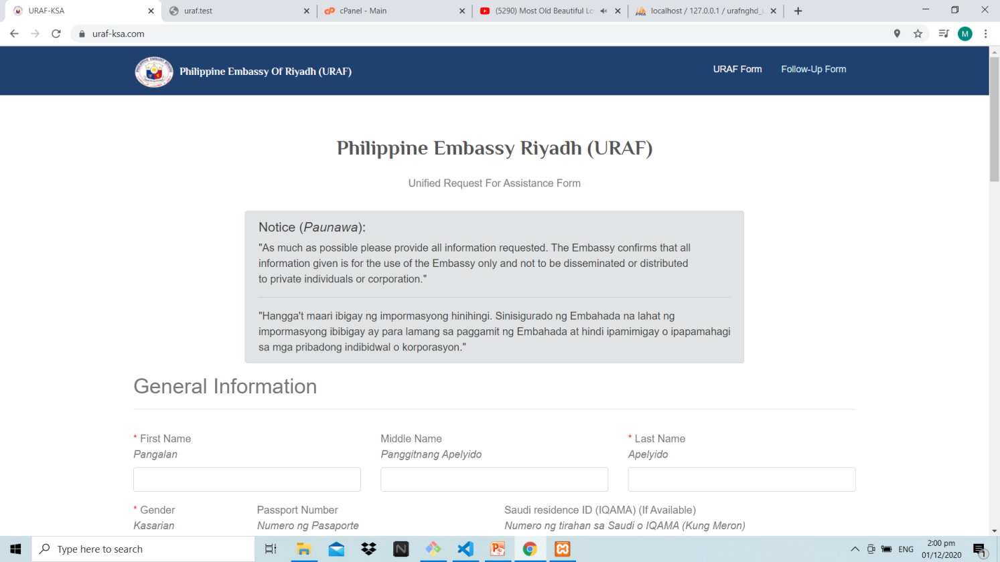 URAF-KSA
uraf.test
cPanel - Main
(5290) Most Old Beautiful Lo
localhost / 127.0.0.1 / urafnghd_
uraf-ksa.com
M
Philippine Embassy Of Riyadh (URAF)
URAF Form
Follow-Up Form
Philippine Embassy Riyadh (URAF)
Unified Request For Assistance Form
Notice (Paunawa):
"As much as possible please provide all information requested. The Embassy confirms that all
information given is for the use of the Embassy only and not to be disseminated or distributed
to private individuals or corporation."
"Hangga't maari ibigay ng impormasyong hinihingi. Sinisigurado ng Embahada na lahat ng
impormasyong ibibigay ay para lamang sa paggamit ng Embahada at hindi ipamimigay o ipapamahagi
sa mga pribadong indibidwal o korporasyon."
General Information
* First Name
Pangalan
Middle Name
Panggitnang Apelyido
* Last Name
Apelyido
* Gender
Kasarian
Passport Number
Numero ng Pasaporte
Saudi residence ID (IQAMA) (If Available)
Numero ng tirahan sa Saudi o IQAMA (Kung Meron)
Type here to search
ENG
2:00 pm
01/12/2020
1